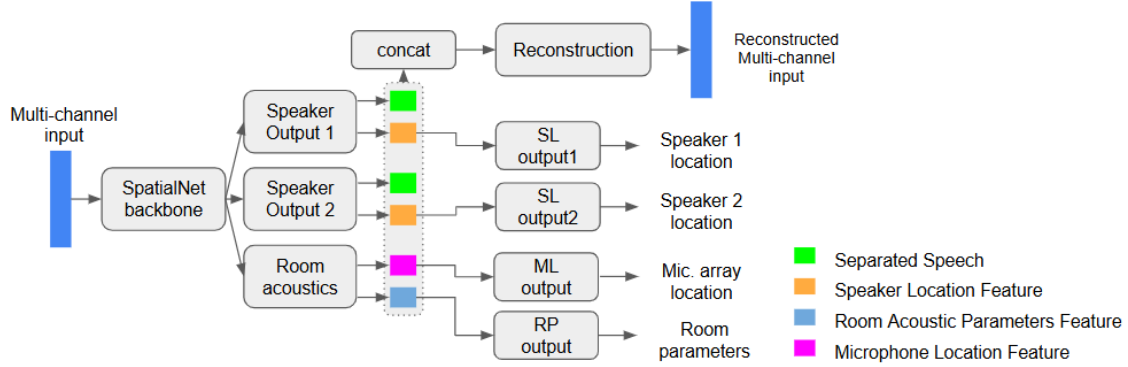 Multi-channel
input
SpatialNet
backbone
Speaker
Output 1
Speaker
Output 2
Room
acoustics
concat
Reconstruction
Reconstructed
Multi-channel
input
SL
output1
Speaker 1
location
SL
output2
Speaker 2
location
ML
output
Mic. array
location
RP
output
Room
parameters
Separated Speech
Speaker Location Feature
Room Acoustic Parameters Feature
Microphone Location Feature